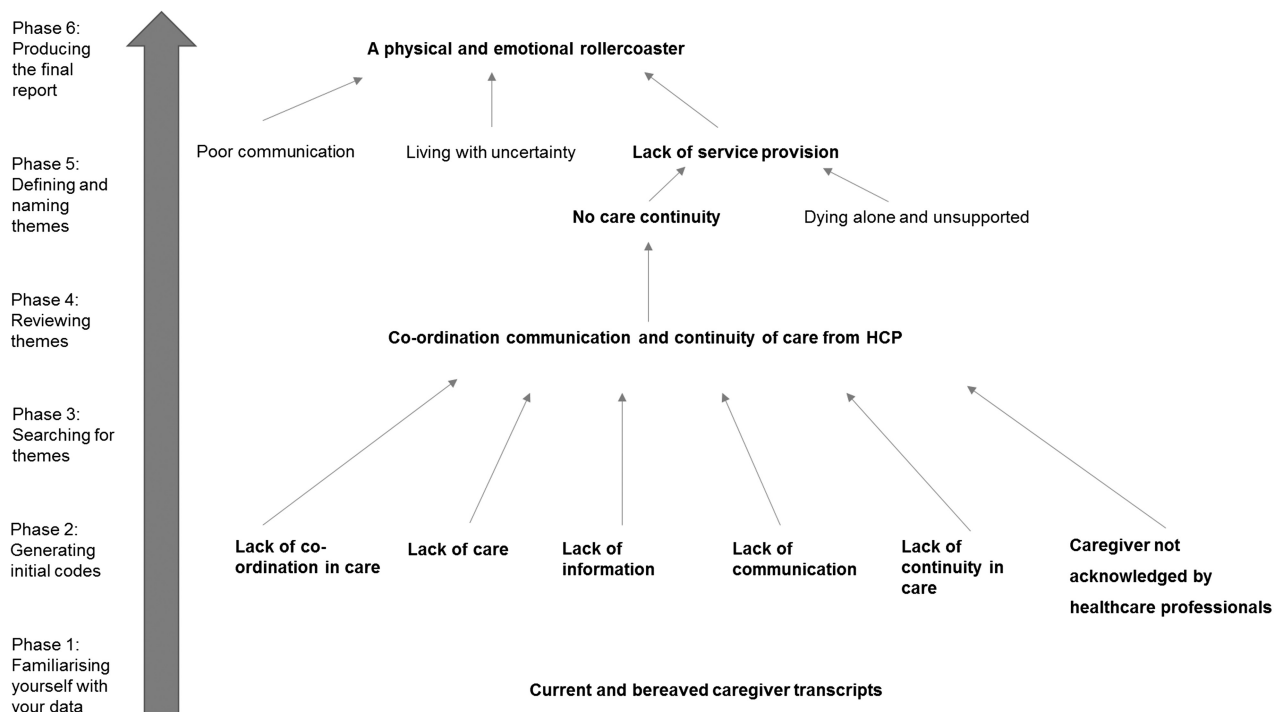 Phase 6:
Producing
the final
report
A physical and emotional rollercoaster
Poor communication
Living with uncertainty
Lack of service provision
Phase 5:
Defining and
naming
themes
No care continuity
Dying alone and unsupported
Phase 4:
Reviewing
themes
Co-ordination communication and continuity of care from HCP
Phase 3:
Searching for
themes
Phase 2:
Generating
initial codes
Lack of co-
ordination in care
Lack of care
Lack of
information
Lack of
communication
Lack of
continuity in
care
Caregiver not
acknowledged by
healthcare professionals
Phase 1:
Familiarising
yourself with
your data
Current and bereaved caregiver transcripts